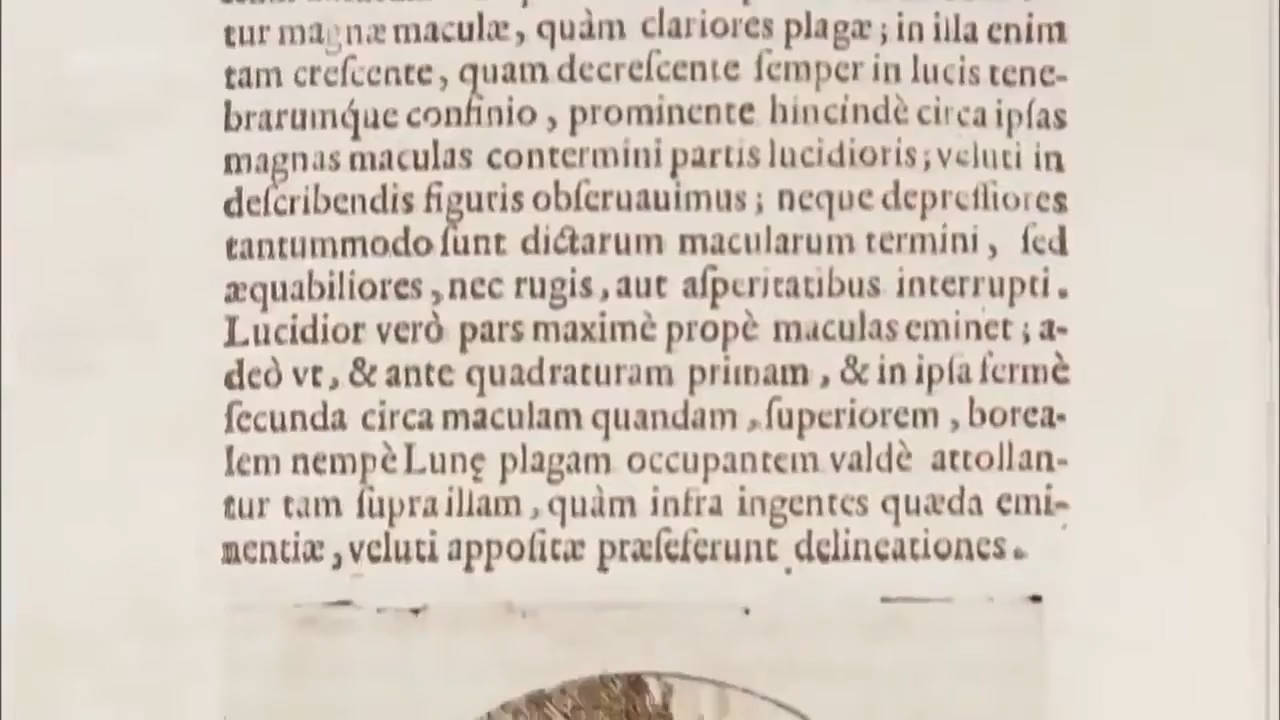 tur magnæ maculæ, quàm clariores plagæ; in illa enim
tam creſcente, quam decreſcente ſemper in lucis tene-
brarumq́ue confinio, prominente hincindè circa ipſas
magnas maculas contermini partis lucidioris; veluti in
deſcribendis figuris obſeruauimus; neque depreſſiores
tantummodo ſunt dictarum macularum termini, ſed
æquabiliores, nec rugis, aut aſperitatibus interrupti.
Lucidior verò pars maximè propè maculas eminet; a-
deò vt, & ante quadraturam primam, & in ipſa fermè
ſecunda circa maculam quandam, ſuperiorem, borea-
lem nempè Lunę plagam occupantem valdè attollan-
tur tam ſupra illam, quàm infra ingentes quæda emi-
nentiæ, veluti appoſitæ præſeferunt delineationes.